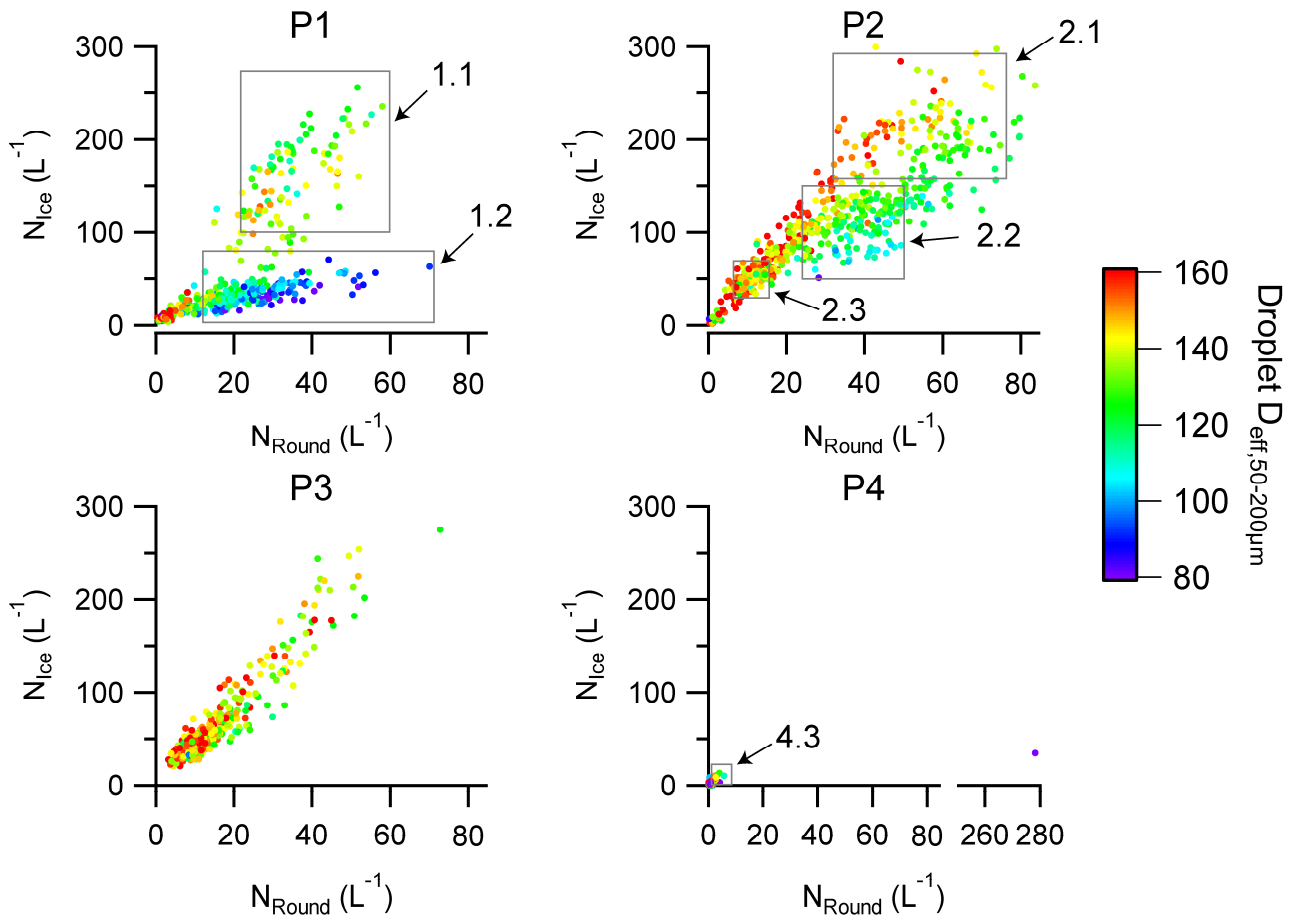 P1
300
200
100
0
N_Ice (L^-1)
1.1
1.2
0 20 40 60 80
N_Round (L^-1)
P2
300
200
100
0
N_Ice (L^-1)
2.1
2.2
2.3
0 20 40 60 80
N_Round (L^-1)
P3
300
200
100
0
N_Ice (L^-1)
0 20 40 60 80
N_Round (L^-1)
P4
300
200
100
0
N_Ice (L^-1)
4.3
0 20 40 60 80 260 280
N_Round (L^-1)
160
140
120
100
80
Droplet D_eff,50-200µm